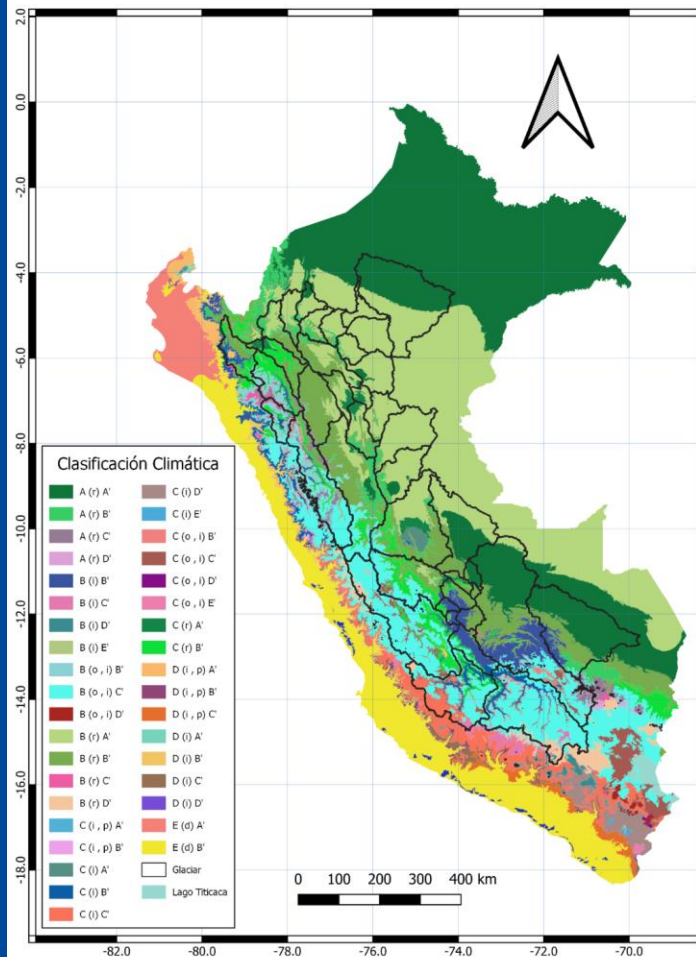 2.0
0.0
-2.0
-4.0
-6.0
-8.0
-10.0
-12.0
-14.0
-16.0
-18.0
Clasificación Climática
A (r) A'
A (r) B'
A (r) C'
A (r) D'
B (i) B'
B (i) C'
B (i) D'
B (i) E'
B (o , i) B'
B (o , i) C'
B (o , i) D'
B (r) A'
B (r) B'
B (r) C'
B (r) D'
C (i , p) A'
C (i , p) B'
C (i) A'
C (i) B'
C (i) C'
C (i) D'
C (i) E'
C (o , i) B'
C (o , i) C'
C (o , i) D'
C (o , i) E'
C (r) A'
C (r) B'
D (i , p) A'
D (i , p) B'
D (i , p) C'
D (i) A'
D (i) B'
D (i) C'
D (i) D'
E (d) A'
E (d) B'
Glaciar
Lago Titicaca
0 100 200 300 400 km
-82.0 -80.0 -78.0 -76.0 -74.0 -72.0 -70.0